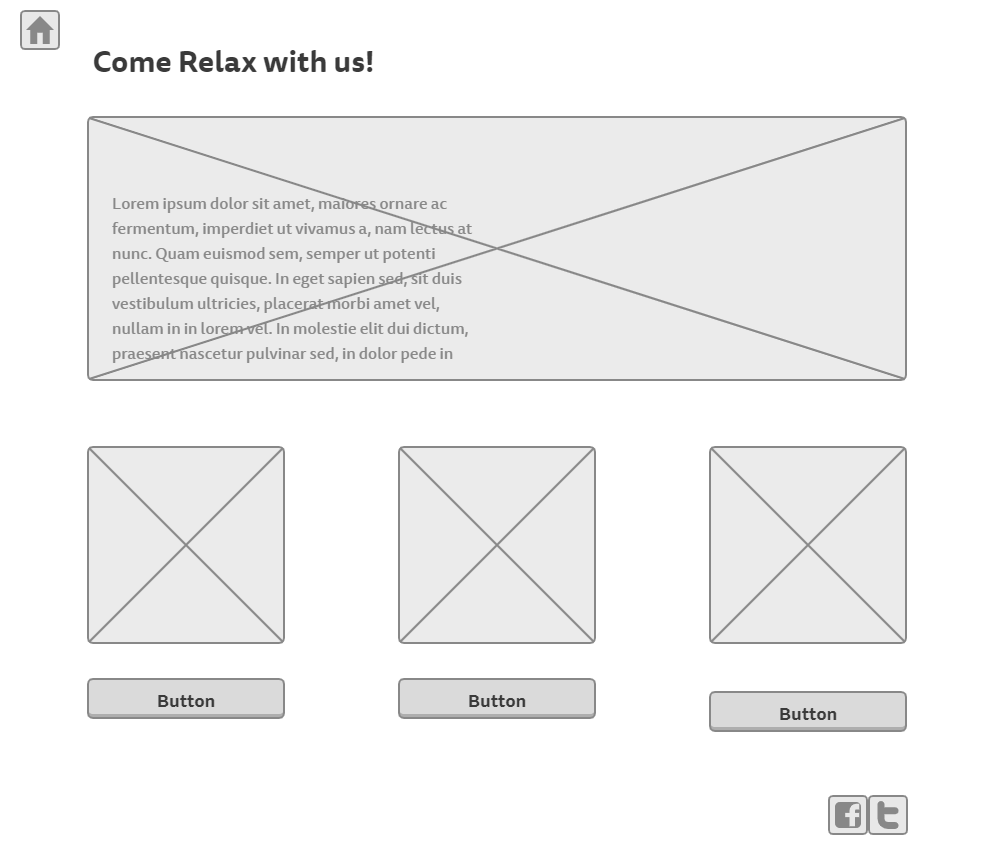 Come Relax with us!
Lorem ipsum dolor sit amet, maiores ornare ac
fermentum, imperdiet ut vivamus a, nam lectus at
nunc. Quam euismod sem, semper ut potenti
pellentesque quisque. In eget sapien sed, sit duis
vestibulum ultricies, placerat morbi amet vel,
nullam in in lorem vel. In molestie elit dui dictum,
praesent nascetur pulvinar sed, in dolor pede in
Button
Button
Button